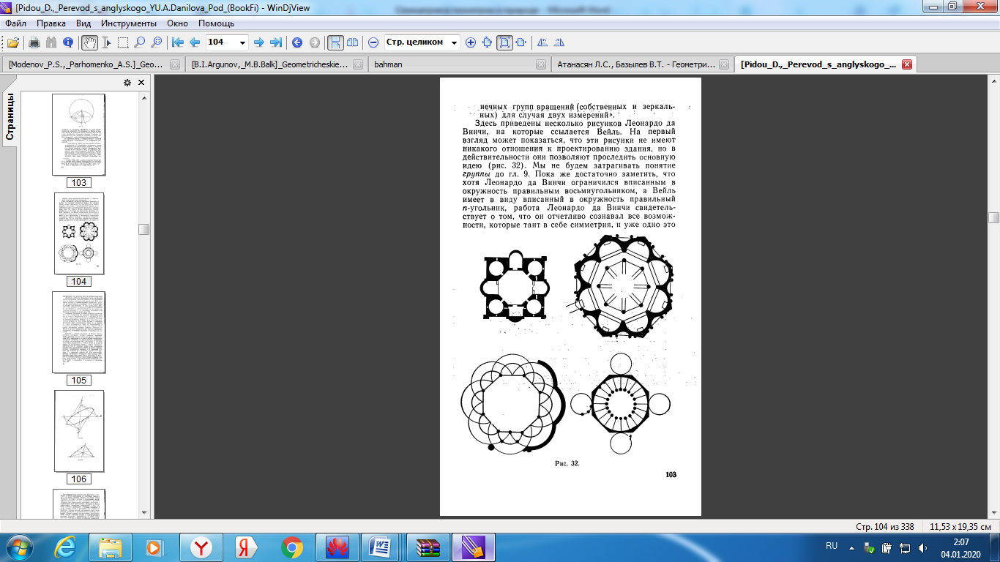 [Pidou_D.,_Perevod_s_anglyskogo_YU.A.Danilova_Pod_(BookFi) - WinDjView
Файл Правка Вид Инструменты Окно Помощь
104 Стр. целиком
[Modenov_P.S.,_Parhomenko_A.S.]_Geo... [B.I.Argunov,_M.B.Balk]_Geometricheskie... bahman Атанасян Л.С., Базылев В.Т. - Геометри... [Pidou_D.,_Perevod_s_anglyskogo_...
Страницы
103
104
105
106
нечных групп вращений (собственных и зеркаль-
ных) для случая двух измерений».
Здесь приведены несколько рисунков Леонардо да
Винчи, на которые ссылается Вейль. На первый
взгляд может показаться, что эти рисунки не имеют
никакого отношения к проектированию здания, но в
действительности они позволяют проследить основную
идею (рис. 32). Мы не будем затрагивать понятие
группы до гл. 9. Пока же достаточно заметить, что
хотя Леонардо да Винчи ограничился вписанным в
окружность правильным восьмиугольником, а Вейль
имеет в виду вписанный в окружность правильный
n-угольник, работа Леонардо да Винчи свидетель-
ствует о том, что он отчетливо сознавал все возмож-
ности, которые таит в себе симметрия, и уже одно это
Рис. 32.
103
Стр. 104 из 338 11,53 x 19,35 см
RU 2:07
04.01.2020